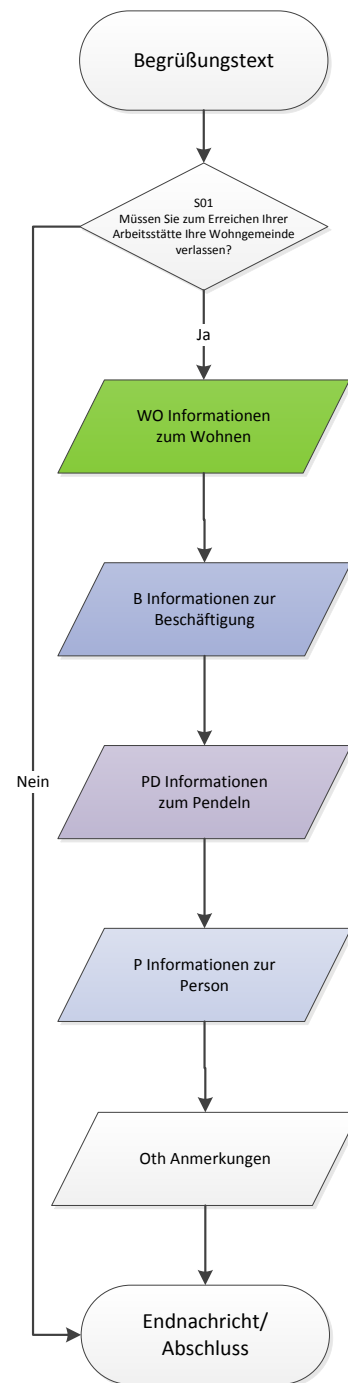 Begrüßungstext
S01
Müssen Sie zum Erreichen Ihrer
Arbeitsstätte Ihre Wohngemeinde
verlassen?
Ja
WO Informationen
zum Wohnen
B Informationen zur
Beschäftigung
Nein
PD Informationen
zum Pendeln
P Informationen zur
Person
Oth Anmerkungen
Endnachricht/
Abschluss